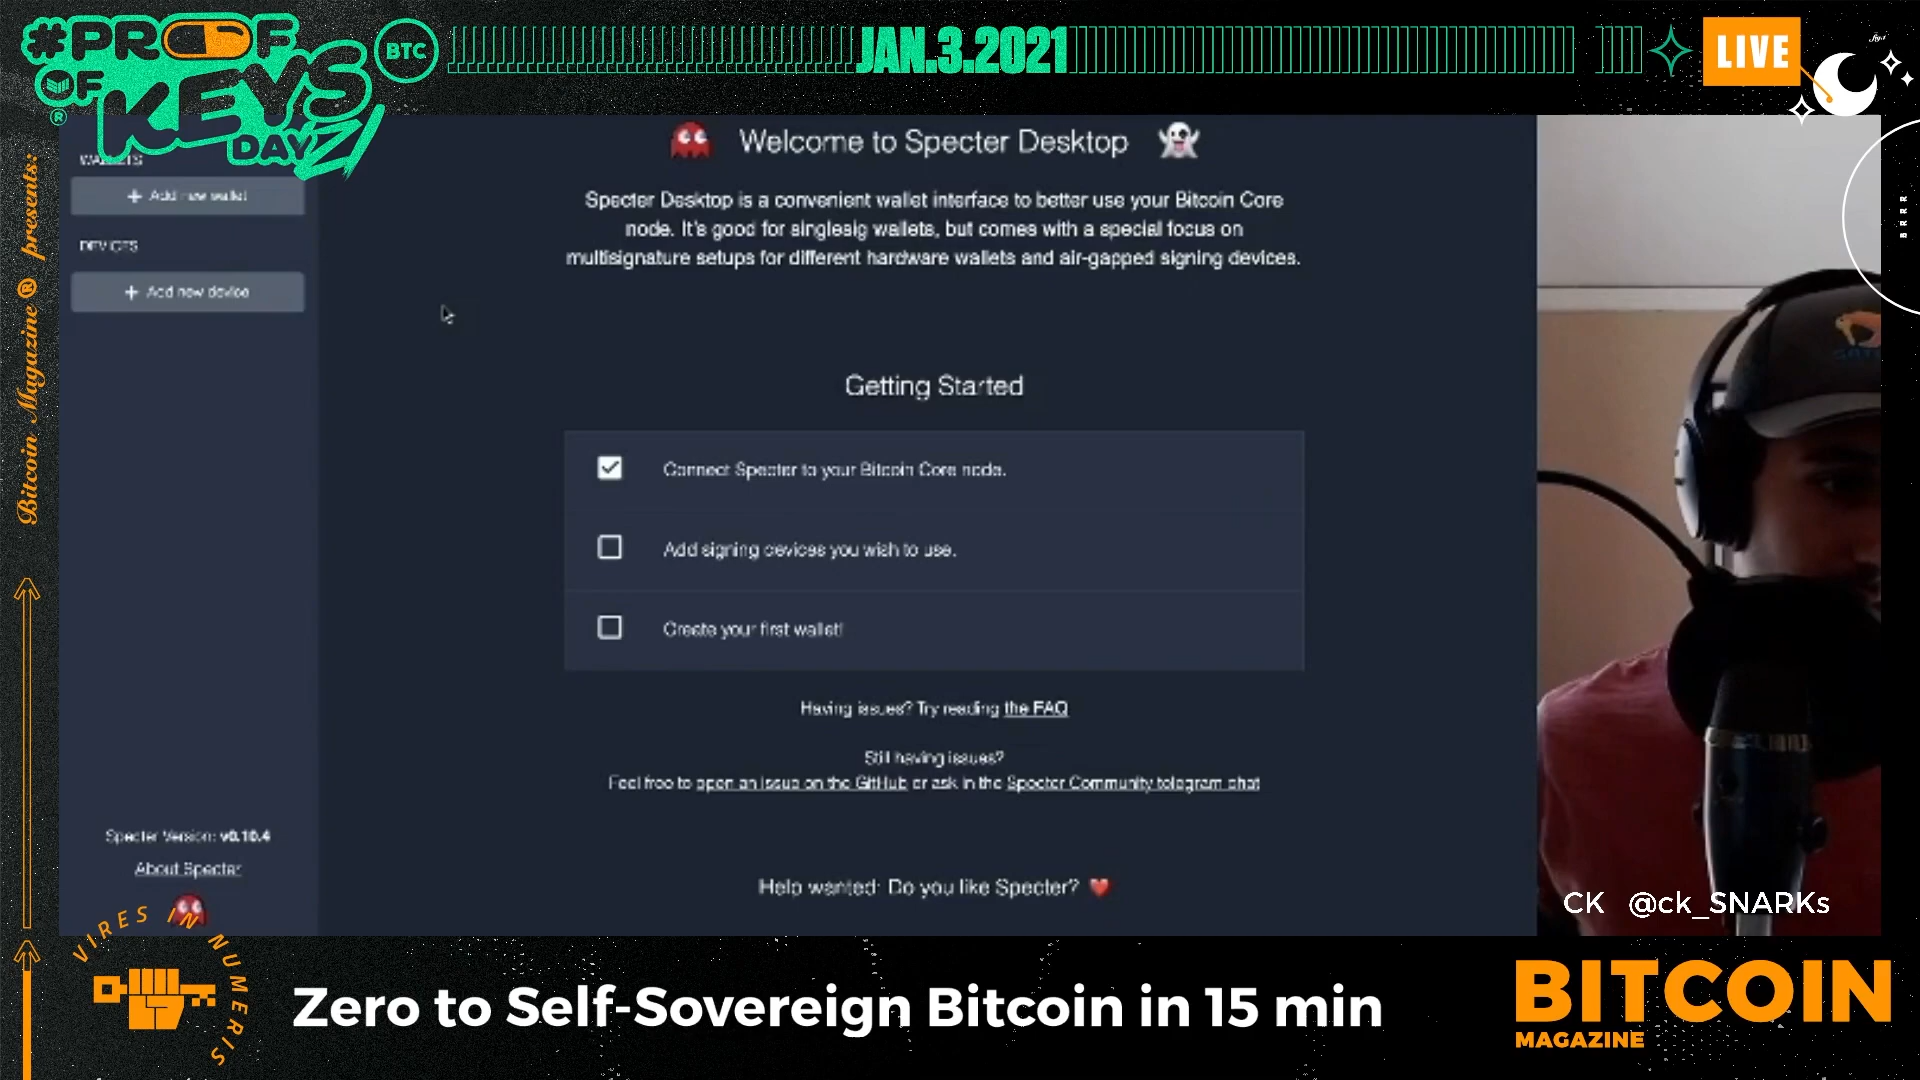 #PROOF
OF
KEYS
DAYZ
BTC
JAN.3.2021
LIVE
Bitcoin Magazine ® presents:
BRRR
WALLETS
+ Add new wallet
DEVICES
+ Add new device
Welcome to Specter Desktop
Specter Desktop is a convenient wallet interface to better use your Bitcoin Core
node. It's good for singlesig wallets, but comes with a special focus on
multisignature setups for different hardware wallets and air-gapped signing devices.
Getting Started
Connect Specter to your Bitcoin Core node.
Add signing devices you wish to use.
Create your first wallet!
Having issues? Try reading the FAQ
Still having issues?
Feel free to open an issue on the GitHub or ask in the Specter Community telegram chat
Specter Version: v0.10.4
About Specter
Help wanted: Do you like Specter?
CK @ck_SNARKs
VIRES IN NUMERIS
Zero to Self-Sovereign Bitcoin in 15 min
BITCOIN
MAGAZINE